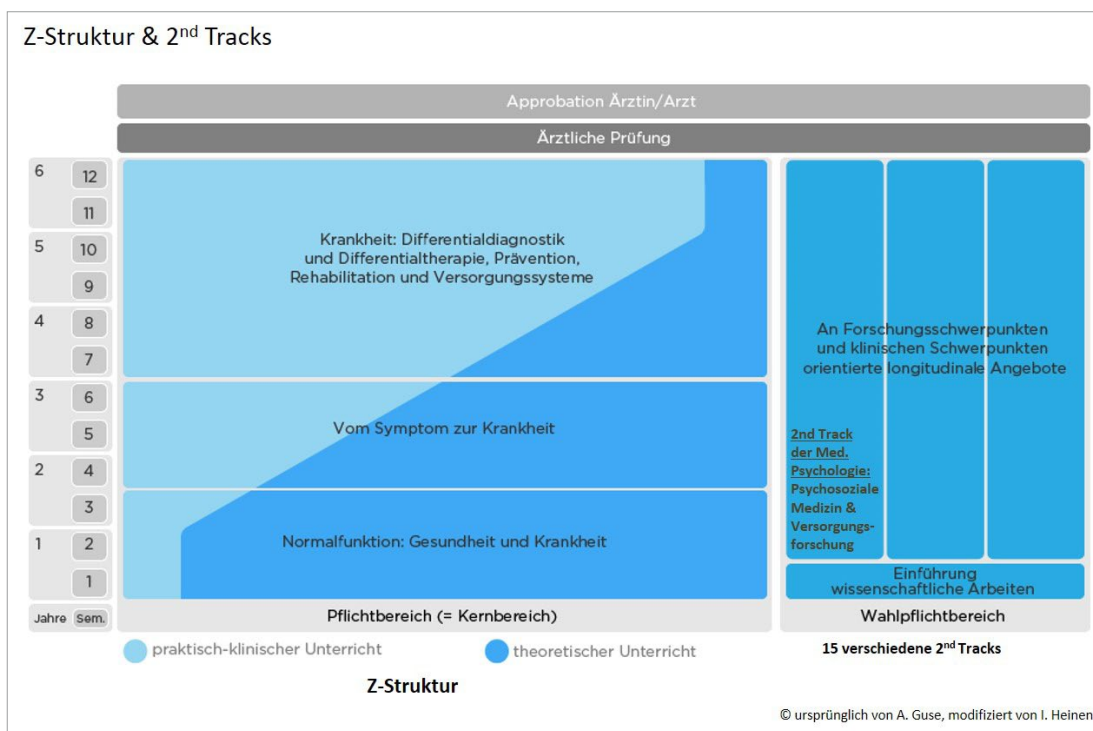 Z-Struktur & 2nd Tracks
Approbation Ärztin/Arzt
Ärztliche Prüfung
6
12
11
5
10
9
4
8
7
3
6
5
2
4
3
1
2
1
Jahre
Sem.
Krankheit: Differentialdiagnostik
und Differentialtherapie, Prävention,
Rehabilitation und Versorgungssysteme
Vom Symptom zur Krankheit
Normalfunktion: Gesundheit und Krankheit
Pflichtbereich (= Kernbereich)
An Forschungsschwerpunkten
und klinischen Schwerpunkten
orientierte longitudinale Angebote
2nd Track
der Med.
Psychologie:
Psychosoziale
Medizin &
Versorgungs-
forschung
Einführung
wissenschaftliche Arbeiten
Wahlpflichtbereich
praktisch-klinischer Unterricht
theoretischer Unterricht
15 verschiedene 2nd Tracks
Z-Struktur
© ursprünglich von A. Guse, modifiziert von I. Heinen